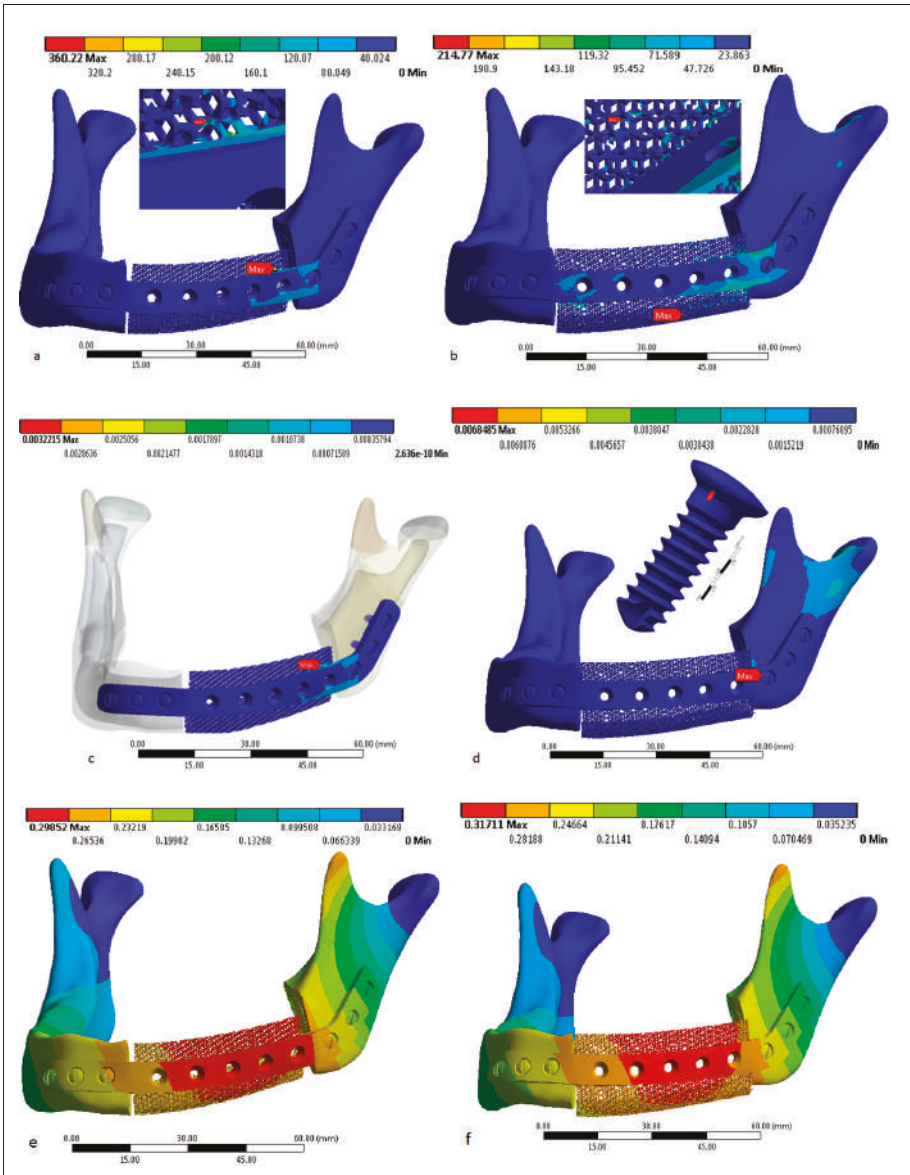 360.22 Max 280.17 200.12 120.07 40.024
320.2 240.15 160.1 80.049 0 Min
Max
0.00 30.00 60.00 (mm)
15.00 45.00
a
214.77 Max 119.32 71.589 23.863
190.9 143.18 95.452 47.726 0 Min
Max
0.00 30.00 60.00 (mm)
15.00 45.00
b
0.0032215 Max 0.0025056 0.0017897 0.0010738 0.00035794
0.0028636 0.0021477 0.0014318 0.00071589 2.636e-10 Min
Max
0.00 30.00 60.00 (mm)
15.00 45.00
c
0.0068485 Max 0.0053266 0.0038047 0.0022828 0.00076095
0.0060876 0.0045657 0.0030438 0.0015219 0 Min
Max
0.00 30.00 60.00 (mm)
15.00 45.00
d
0.29852 Max 0.23219 0.16585 0.099508 0.033169
0.26536 0.19902 0.13268 0.066339 0 Min
0.00 30.00 60.00 (mm)
15.00 45.00
e
0.31711 Max 0.24664 0.17617 0.1057 0.035235
0.28188 0.21141 0.14094 0.070469 0 Min
0.00 30.00 60.00 (mm)
15.00 45.00
f